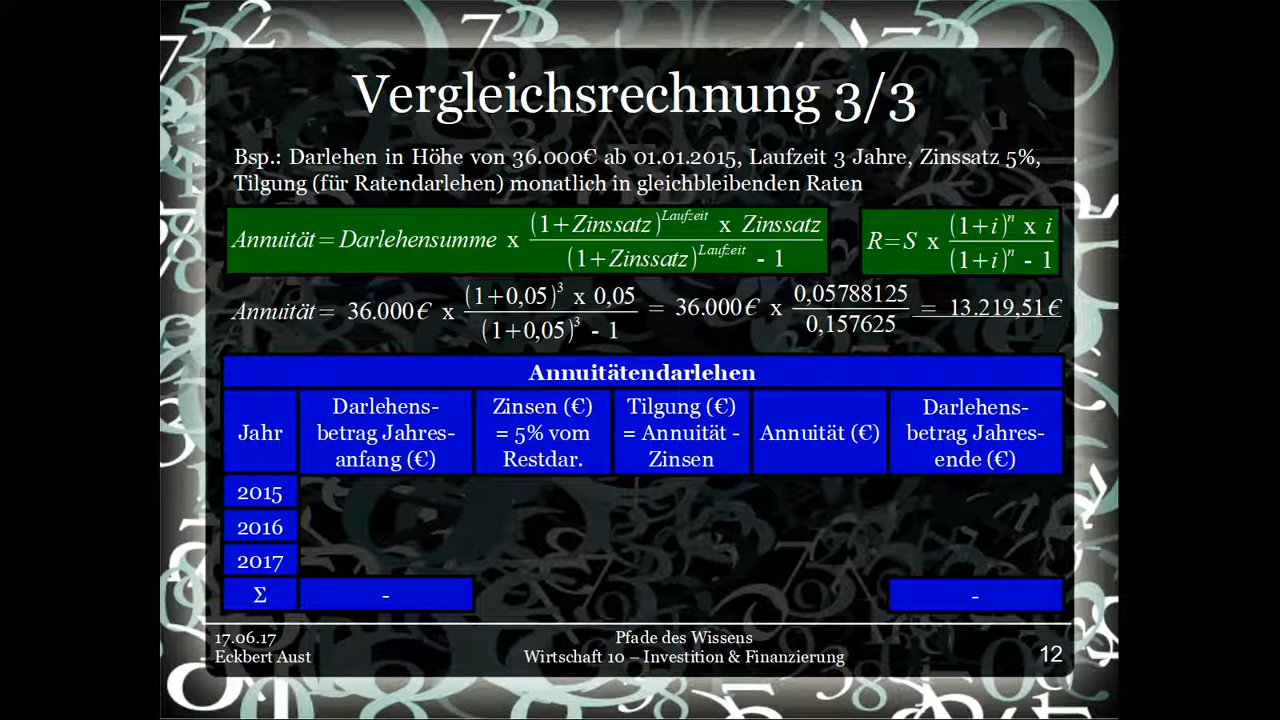 Vergleichsrechnung 3/3
Bsp.: Darlehen in Höhe von 36.000€ ab 01.01.2015, Laufzeit 3 Jahre, Zinssatz 5%,
Tilgung (für Ratendarlehen) monatlich in gleichbleibenden Raten
Annuität = Darlehensumme x (1+Zinssatz)^Laufzeit x Zinssatz / (1+Zinssatz)^Laufzeit - 1
R=S x (1+i)^n x i / (1+i)^n - 1
Annuität = 36.000€ x (1+0,05)^3 x 0,05 / (1+0,05)^3 - 1 = 36.000€ x 0,05788125 / 0,157625 = 13.219,51€
Annuitätendarlehen
Jahr
Darlehens-
betrag Jahres-
anfang (€)
Zinsen (€)
= 5% vom
Restdar.
Tilgung (€)
= Annuität -
Zinsen
Annuität (€)
Darlehens-
betrag Jahres-
ende (€)
2015
2016
2017
Σ - -
17.06.17
Eckbert Aust
Pfade des Wissens
Wirtschaft 10 – Investition & Finanzierung
12